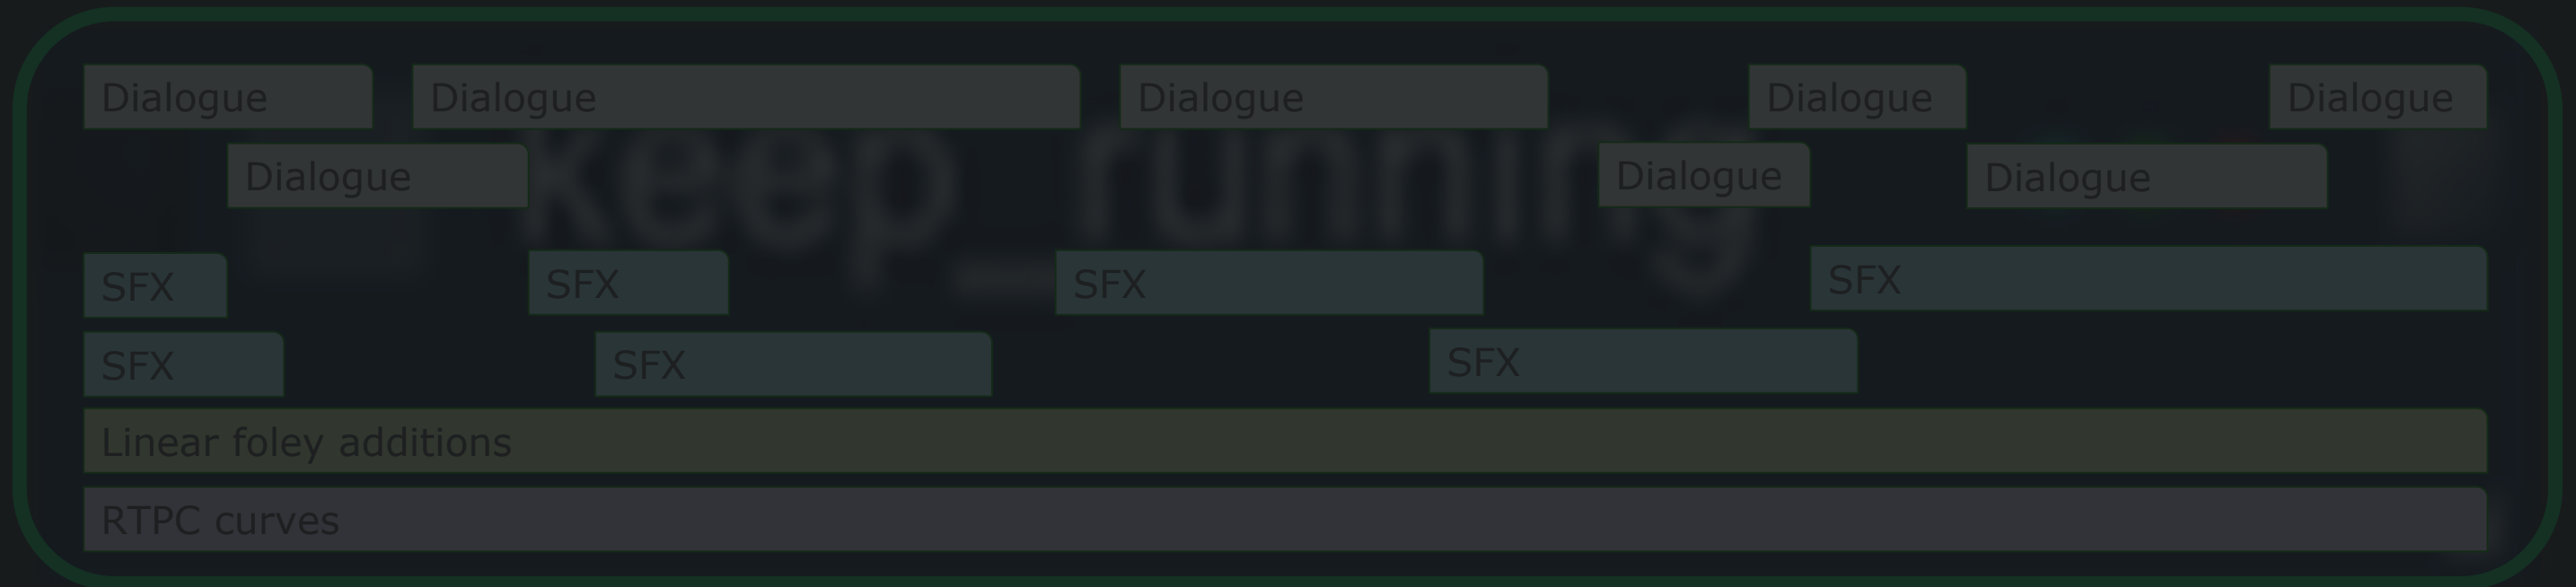 Dialogue Dialogue Dialogue Dialogue Dialogue
keep_running
Dialogue Dialogue Dialogue
SFX SFX SFX SFX
SFX SFX SFX
Linear foley additions
RTPC curves